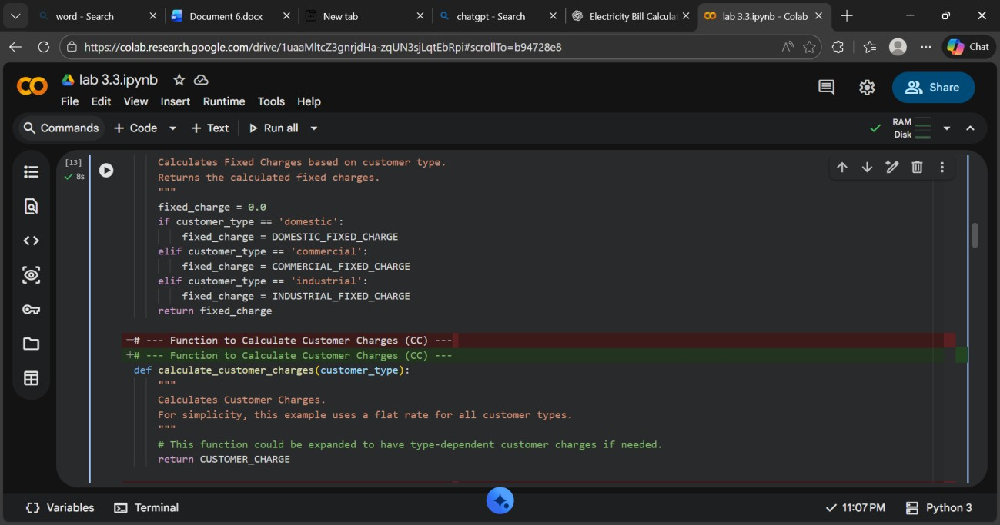 word - Search
Document 6.docx
New tab
chatgpt - Search
Electricity Bill Calcula
lab 3.3.ipynb - Colab
https://colab.research.google.com/drive/1uaaMltcZ3gnrjdHa-zqUN3sjLqtEbRpi#scrollTo=b94728e8
Chat
lab 3.3.ipynb
File Edit View Insert Runtime Tools Help
Share
Commands + Code + Text Run all
RAM
Disk
[13]
8s
Calculates Fixed Charges based on customer type.
Returns the calculated fixed charges.
"""
fixed_charge = 0.0
if customer_type == 'domestic':
fixed_charge = DOMESTIC_FIXED_CHARGE
elif customer_type == 'commercial':
fixed_charge = COMMERCIAL_FIXED_CHARGE
elif customer_type == 'industrial':
fixed_charge = INDUSTRIAL_FIXED_CHARGE
return fixed_charge
—# --- Function to Calculate Customer Charges (CC) ---
+# --- Function to Calculate Customer Charges (CC) ---
def calculate_customer_charges(customer_type):
"""
Calculates Customer Charges.
For simplicity, this example uses a flat rate for all customer types.
"""
# This function could be expanded to have type-dependent customer charges if needed.
return CUSTOMER_CHARGE
Variables
Terminal
11:07 PM
Python 3